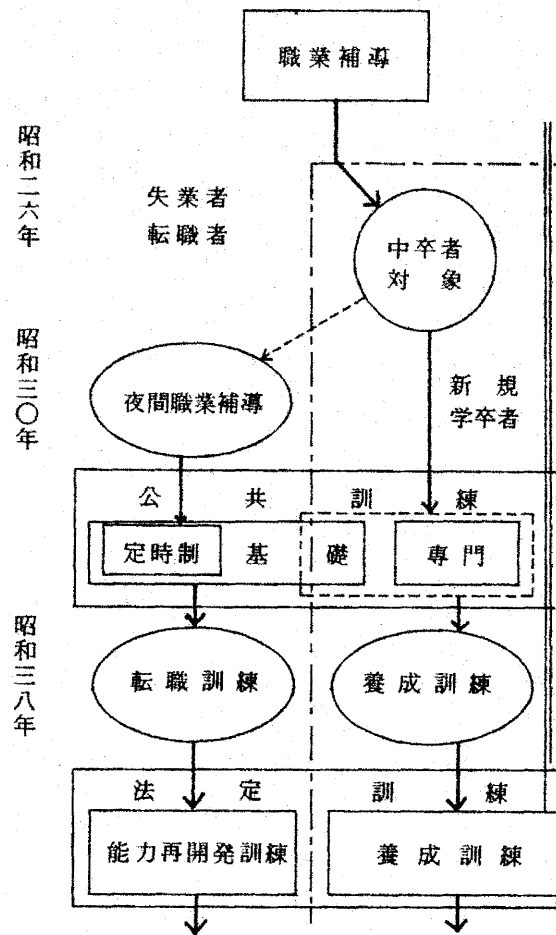 職業補導
昭和二六年
失業者
転職者
中卒者
対象
昭和三〇年
夜間職業補導
新規
学卒者
公共訓練
定時制
基礎
専門
昭和三八年
転職訓練
養成訓練
法定訓練
能力再開発訓練
養成訓練